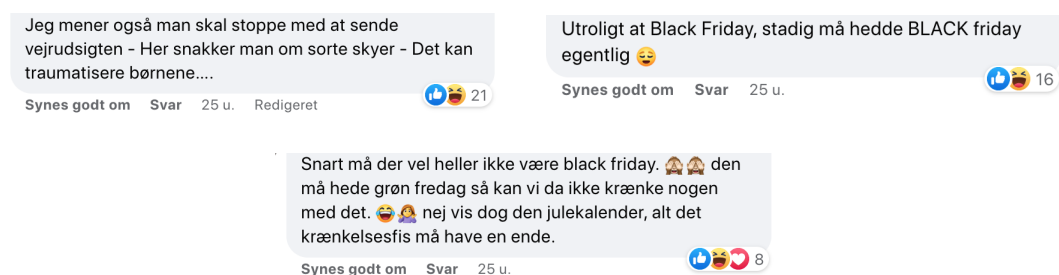 Jeg mener også man skal stoppe med at sende
vejrudsigten - Her snakker man om sorte skyer - Det kan
traumatisere børnene....
21
Synes godt om Svar 25 u. Redigeret
Utroligt at Black Friday, stadig må hedde BLACK friday
egentlig 😌
16
Synes godt om Svar 25 u.
Snart må der vel heller ikke være black friday. 🙈🙈 den
må hede grøn fredag så kan vi da ikke krænke nogen
med det. 😂🤷‍♀️ nej vis dog den julekalender, alt det
krænkelsesfis må have en ende.
8
Synes godt om Svar 25 u.